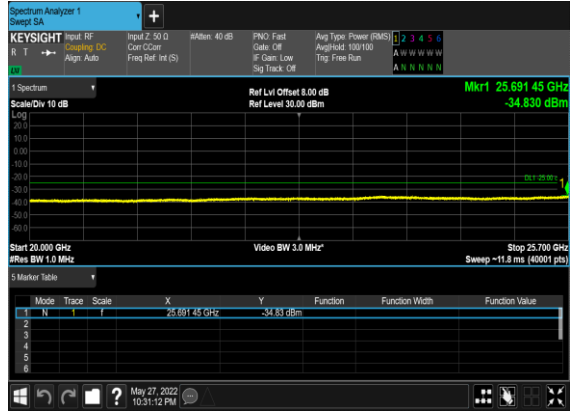 Spectrum Analyzer 1
Swept SA
+
KEYSIGHT Input: RF Input Z: 50 Ω #Atten: 40 dB PNO: Fast Avg Type: Power (RMS) 1 2 3 4 5 6
R T Coupling: DC Corr CCorr Gate: Off Avg|Hold: 100/100 A W W W W W
Align: Auto Freq Ref: Int (S) IF Gain: Low Trig: Free Run
LV Sig Track: Off A N N N N N
1 Spectrum Ref Lvl Offset 8.00 dB Mkr1 25.691 45 GHz
Scale/Div 10 dB Ref Level 30.00 dBm -34.830 dBm
Log
20.0
10.0
0.00
-10.0
-20.0
-30.0
-40.0
-50.0
-60.0
1
Start 20.000 GHz Video BW 3.0 MHz* Stop 25.700 GHz
#Res BW 1.0 MHz Sweep ~11.8 ms (40001 pts)
5 Marker Table
Mode Trace Scale X Y Function Function Width Function Value
1 N 1 f 25.691 45 GHz -34.83 dBm
2
3
4
5
6
? May 27, 2022
10:31:12 PM